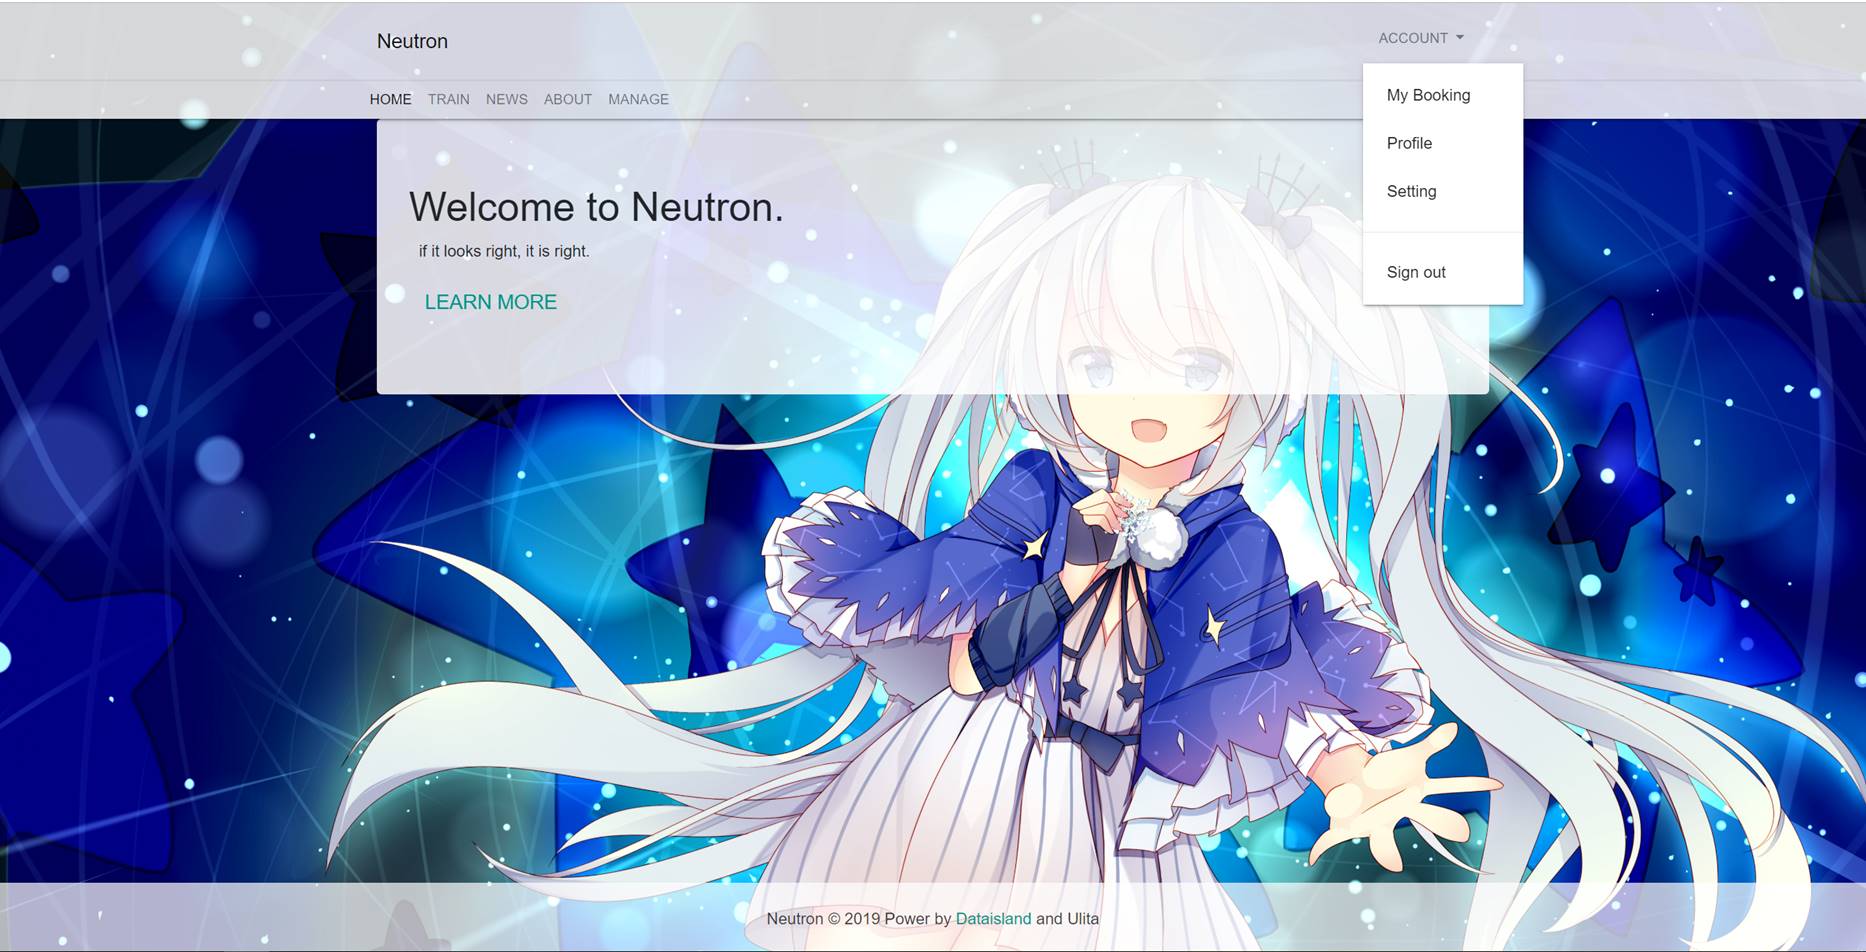 Neutron
ACCOUNT
HOME TRAIN NEWS ABOUT MANAGE
My Booking
Profile
Setting
Sign out
Welcome to Neutron.
if it looks right, it is right.
LEARN MORE
Neutron © 2019 Power by Dataisland and Ulita